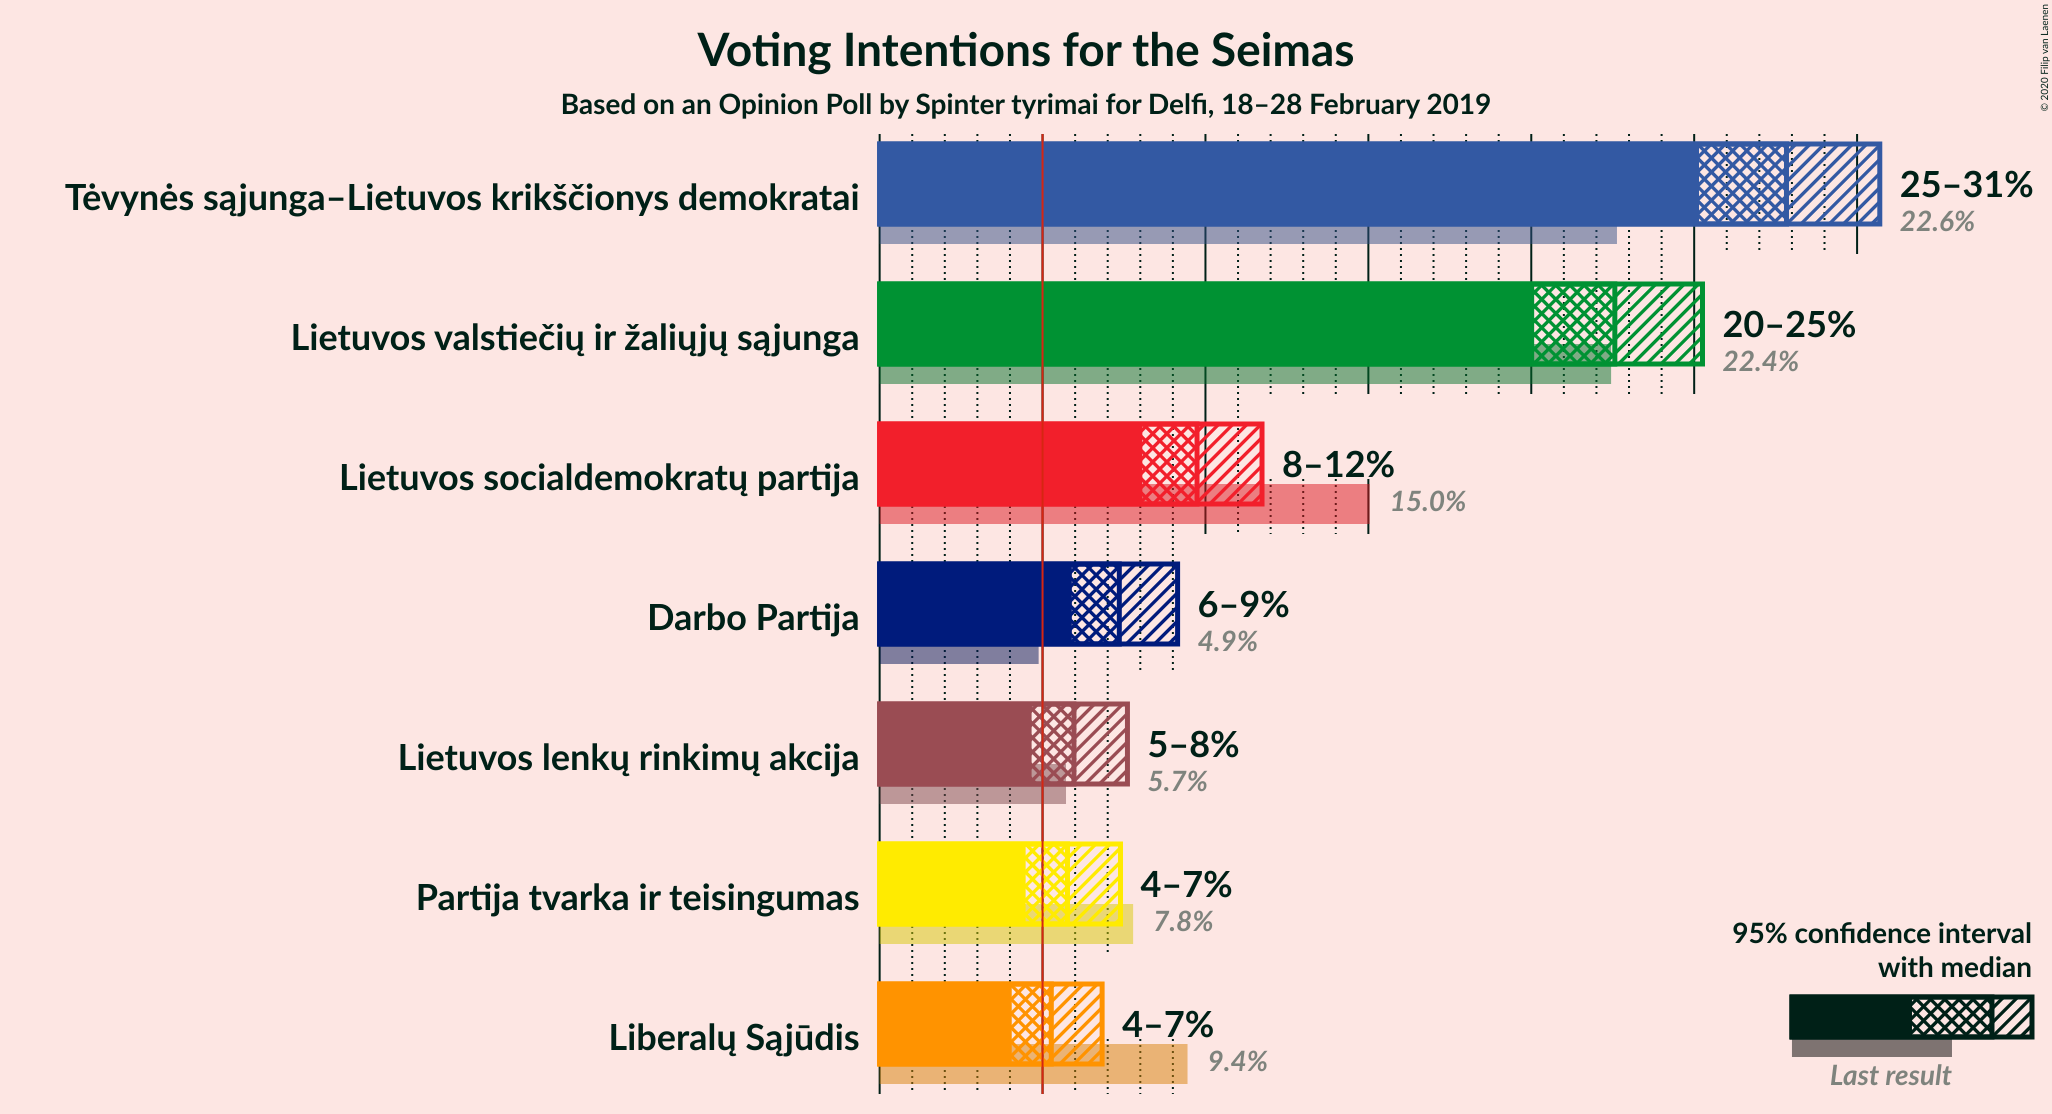 Voting Intentions for the Seimas
Based on an Opinion Poll by Spinter tyrimai for Delfi, 18–28 February 2019
© 2020 Filip van Laenen
Tėvynės sąjunga–Lietuvos krikščionys demokratai
25–31%
22.6%
Lietuvos valstiečių ir žaliųjų sąjunga
20–25%
22.4%
Lietuvos socialdemokratų partija
8–12%
15.0%
Darbo Partija
6–9%
4.9%
Lietuvos lenkų rinkimų akcija
5–8%
5.7%
Partija tvarka ir teisingumas
4–7%
7.8%
Liberalų Sąjūdis
4–7%
9.4%
95% confidence interval
with median
Last result